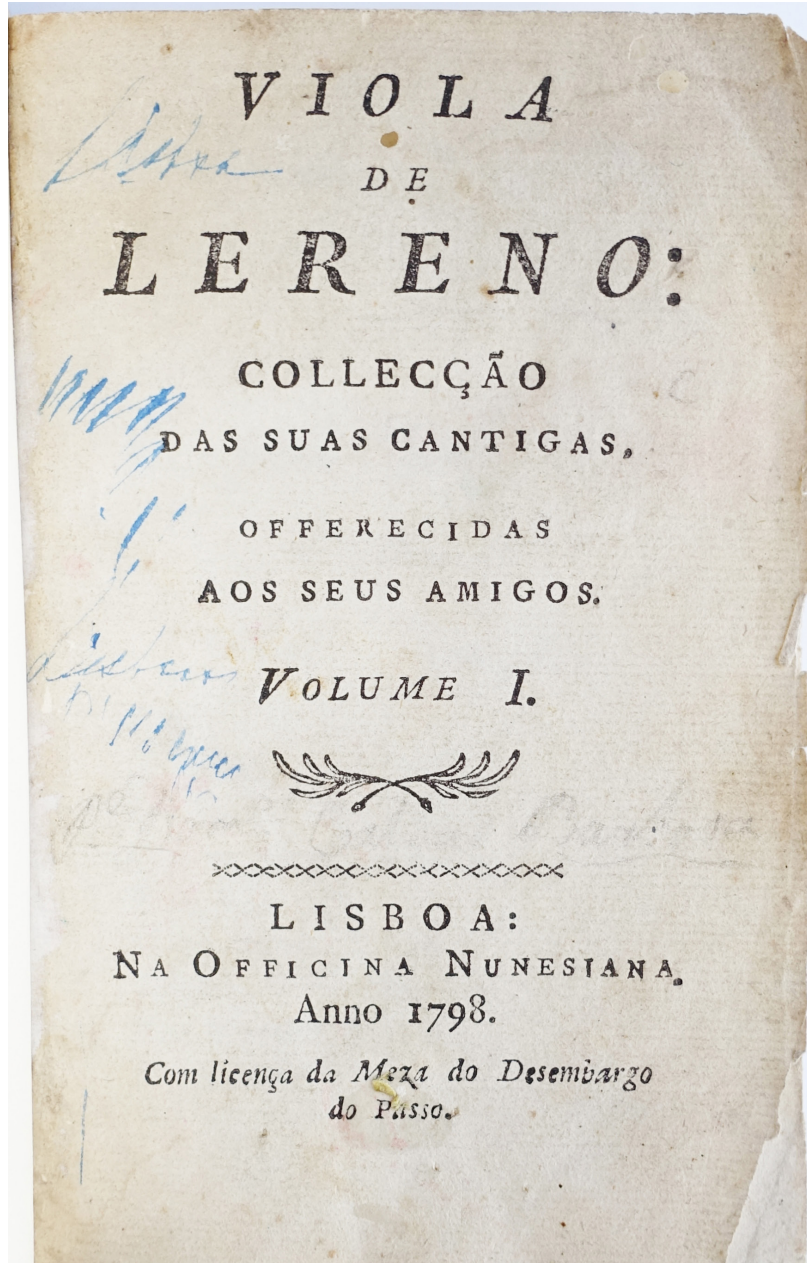 VIOLA
DE
LERENO:
COLLECÇÃO
DAS SUAS CANTIGAS,
OFFERECIDAS
AOS SEUS AMIGOS.
VOLUME I.
LISBOA:
NA OFFICINA NUNESIANA.
Anno 1798.
Com licença da Meza do Desembargo
do Passo.